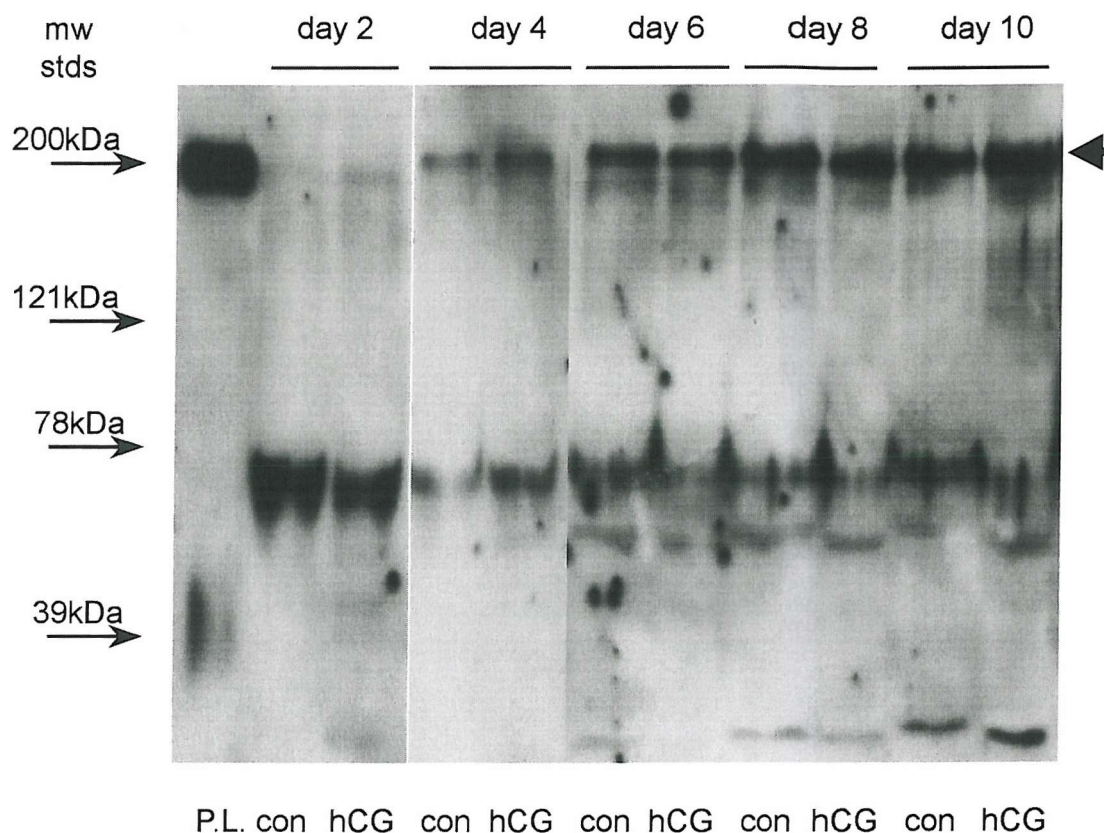 mw day 2 day 4 day 6 day 8 day 10
stds
200kDa
121kDa
78kDa
39kDa
P.L. con hCG con hCG con hCG con hCG con hCG